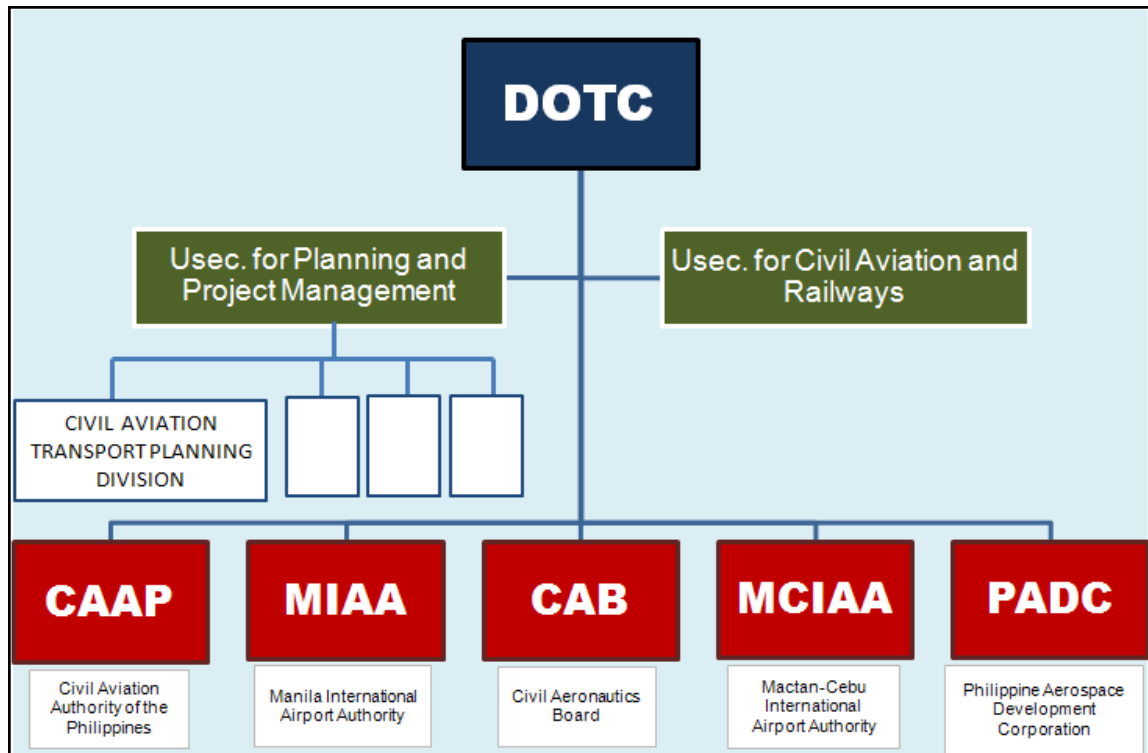 DOTC
Usec. for Planning and
Project Management
Usec. for Civil Aviation and
Railways
CIVIL AVIATION
TRANSPORT PLANNING
DIVISION
CAAP
MIAA
CAB
MCIAA
PADC
Civil Aviation
Authority of the
Philippines
Manila International
Airport Authority
Civil Aeronautics
Board
Mactan-Cebu
International
Airport Authority
Philippine Aerospace
Development
Corporation